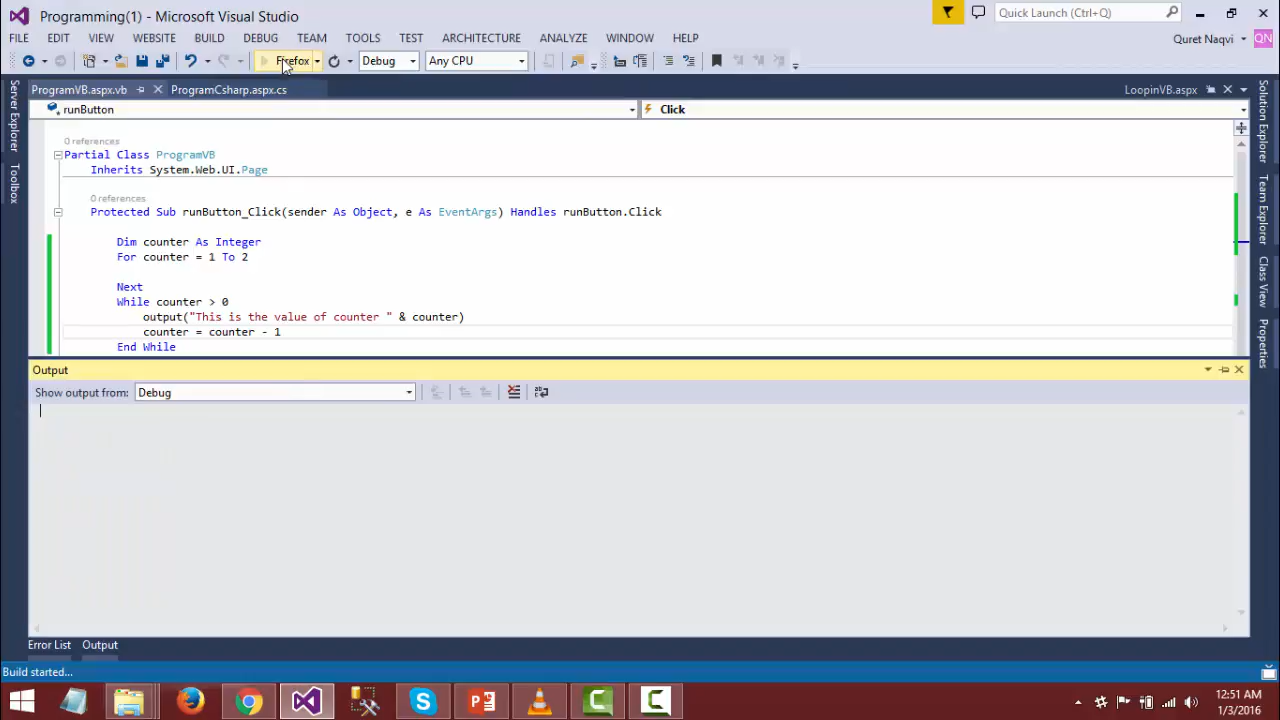 Programming(1) - Microsoft Visual Studio
Quick Launch (Ctrl+Q)
FILE EDIT VIEW WEBSITE BUILD DEBUG TEAM TOOLS TEST ARCHITECTURE ANALYZE WINDOW HELP
Quret Naqvi QN
Firefox Debug Any CPU
ProgramVB.aspx.vb ProgramCsharp.aspx.cs LoopinVB.aspx
runButton Click
Server Explorer
Toolbox
Solution Explorer
Team Explorer
Class View
Properties
0 references
Partial Class ProgramVB
Inherits System.Web.UI.Page
0 references
Protected Sub runButton_Click(sender As Object, e As EventArgs) Handles runButton.Click
Dim counter As Integer
For counter = 1 To 2
Next
While counter > 0
output("This is the value of counter " & counter)
counter = counter - 1
End While
Output
Show output from: Debug
Error List Output
Build started...
12:51 AM
1/3/2016